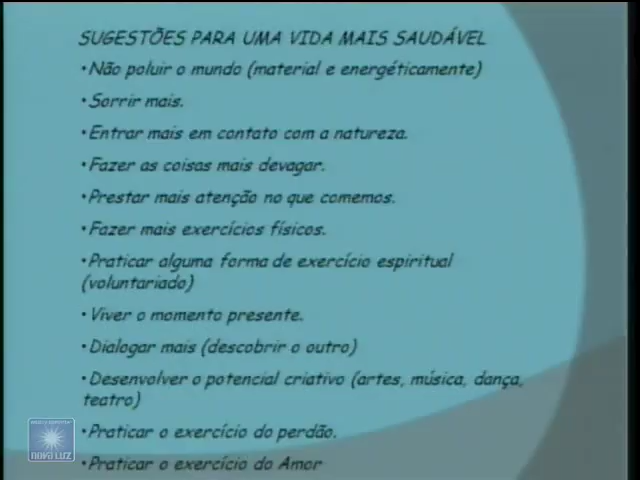 SUGESTÕES PARA UMA VIDA MAIS SAUDÁVEL
•Não poluir o mundo (material e energéticamente)
•Sorrir mais.
•Entrar mais em contato com a natureza.
•Fazer as coisas mais devagar.
•Prestar mais atenção no que comemos.
•Fazer mais exercícios físicos.
•Praticar alguma forma de exercício espiritual
(voluntariado)
•Viver o momento presente.
•Dialogar mais (descobrir o outro)
•Desenvolver o potencial criativo (artes, música, dança,
teatro)
•Praticar o exercício do perdão.
•Praticar o exercício do Amor
NOVA LUZ